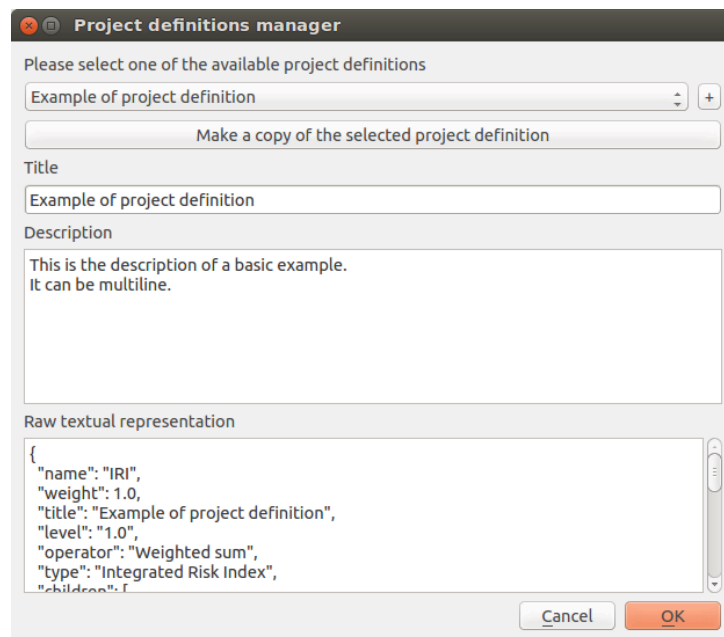 Project definitions manager
Please select one of the available project definitions
Example of project definition
+
Make a copy of the selected project definition
Title
Example of project definition
Description
This is the description of a basic example.
It can be multiline.
Raw textual representation
{
"name": "IRI",
"weight": 1.0,
"title": "Example of project definition",
"level": "1.0",
"operator": "Weighted sum",
"type": "Integrated Risk Index",
"children": [
Cancel
OK